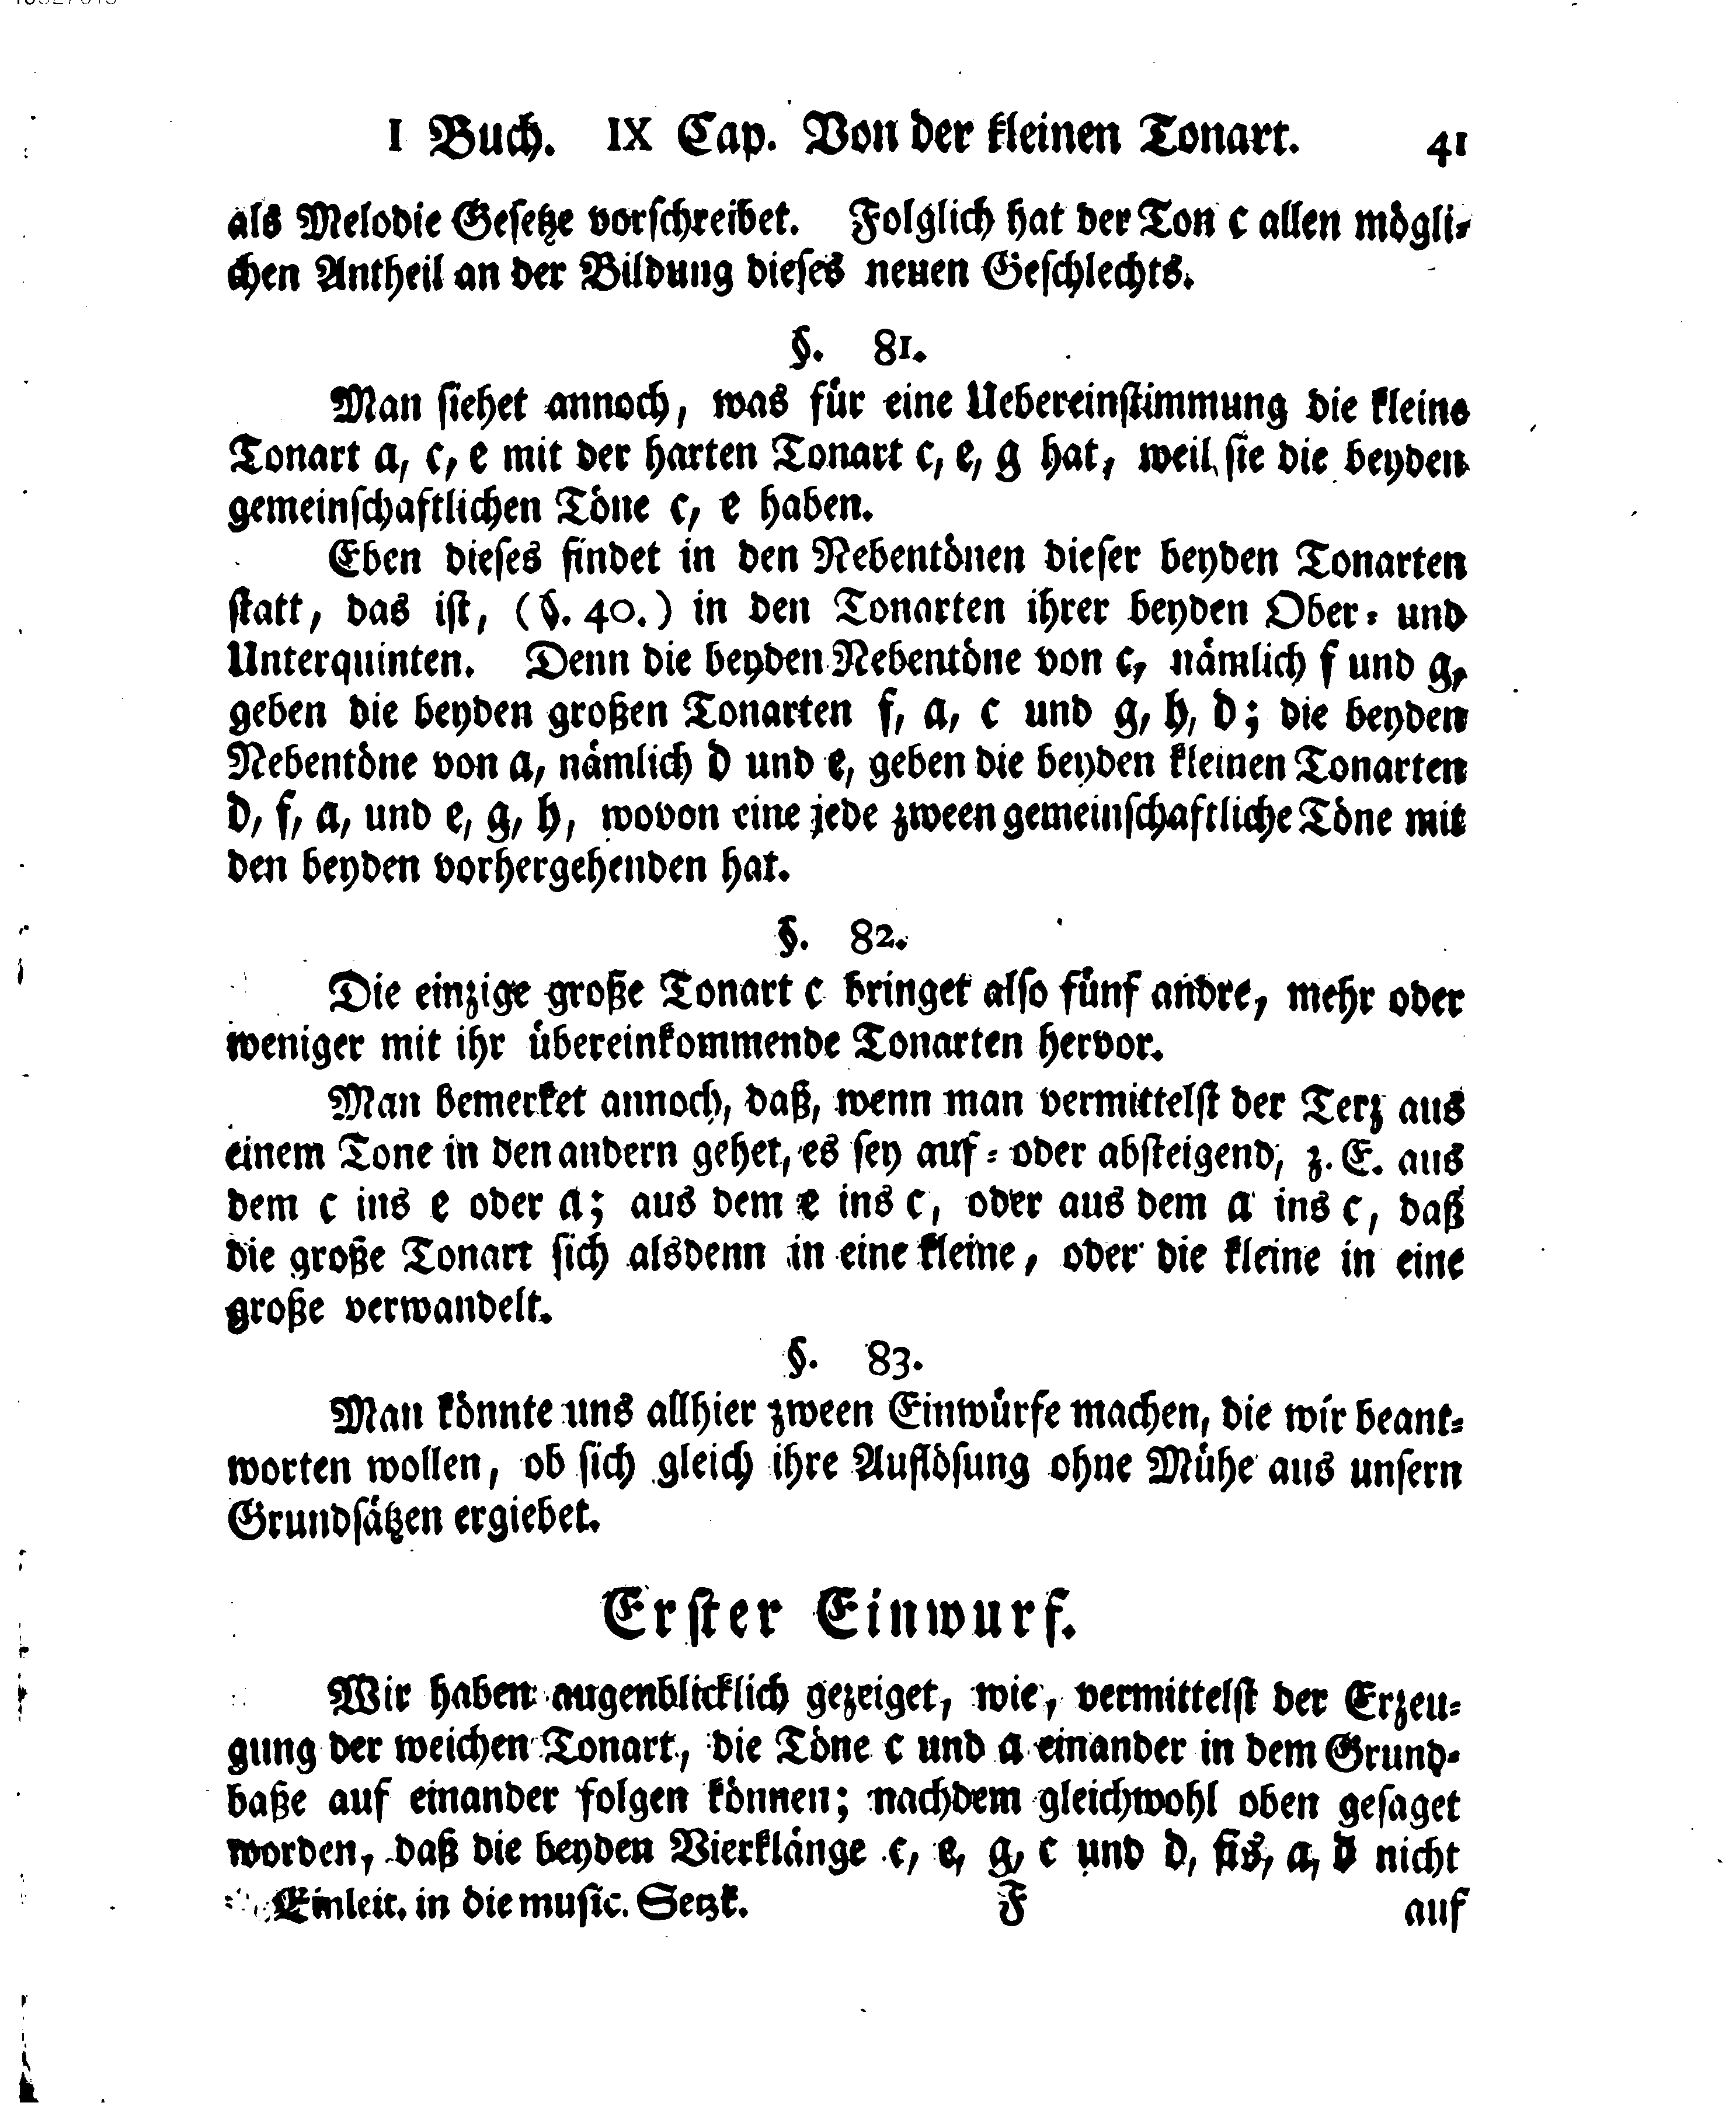 I Buch. IX Cap. Von der kleinen Tonart. 41
als Melodie Gesetze vorschreibet. Folglich hat der Ton c allen mögli-
chen Antheil an der Bildung dieses neuen Geschlechts.
§. 81.
Man siehet annoch, was für eine Uebereinstimmung die kleine
Tonart a, c, e mit der harten Tonart c, e, g hat, weil sie die beyden
gemeinschaftlichen Töne c, e haben.
Eben dieses findet in den Nebentönen dieser beyden Tonarten
statt, das ist, (§. 40.) in den Tonarten ihrer beyden Ober- und
Unterquinten. Denn die beyden Nebentöne von c, nämlich f und g,
geben die beyden großen Tonarten f, a, c und g, h, d; die beyden
Nebentöne von a, nämlich d und e, geben die beyden kleinen Tonarten
d, f, a, und e, g, h, wovon eine jede zween gemeinschaftliche Töne mit
den beyden vorhergehenden hat.
§. 82.
Die einzige große Tonart c bringet also fünf andre, mehr oder
weniger mit ihr übereinkommende Tonarten hervor.
Man bemerket annoch, daß, wenn man vermittelst der Terz aus
einem Tone in den andern gehet, es sey auf- oder absteigend, z. E. aus
dem c ins e oder a; aus dem e ins c, oder aus dem a ins c, daß
die große Tonart sich alsdenn in eine kleine, oder die kleine in eine
große verwandelt.
§. 83.
Man könnte uns allhier zween Einwürfe machen, die wir beant-
worten wollen, ob sich gleich ihre Auflösung ohne Mühe aus unsern
Grundsätzen ergiebet.
Erster Einwurf.
Wir haben augenblicklich gezeiget, wie, vermittelst der Erzeu-
gung der weichen Tonart, die Töne c und a einander in dem Grund-
baße auf einander folgen können; nachdem gleichwohl oben gesaget
worden, daß die beyden Vierklänge c, e, g, c und d, fis, a, d nicht
Einleit. in die music. Setzk. F auf